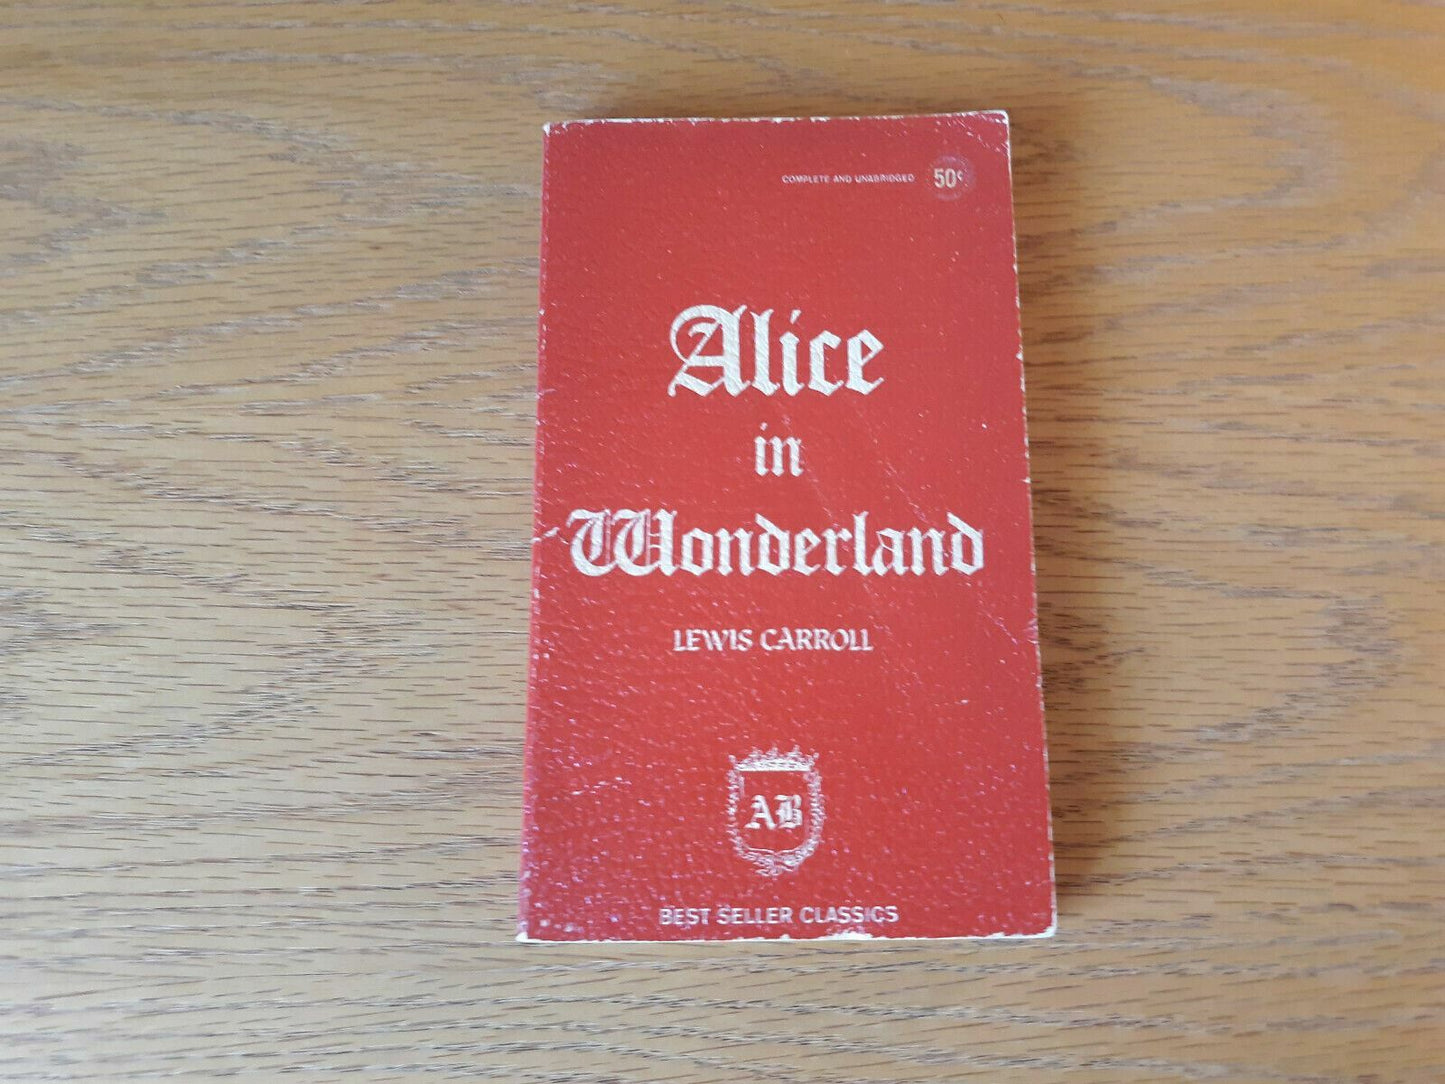 COMPLETE AND UNABRIDGED 50¢
Alice
in
Wonderland
LEWIS CARROLL
AB
BEST SELLER CLASSICS